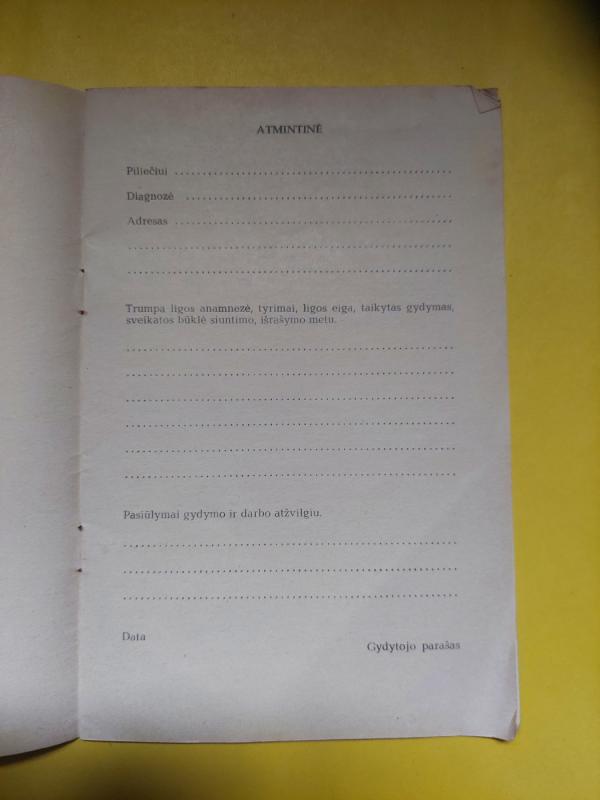 ATMINTINĖ
Piliečiui ..................................................
Diagnozė ..................................................
Adresas ..................................................
..................................................
..................................................
Trumpa ligos anamnezė, tyrimai, ligos eiga, taikytas gydymas,
sveikatos būklė siuntimo, išrašymo metu.
..................................................
..................................................
..................................................
..................................................
..................................................
..................................................
Pasiūlymai gydymo ir darbo atžvilgiu.
..................................................
..................................................
..................................................
Data
Gydytojo parašas